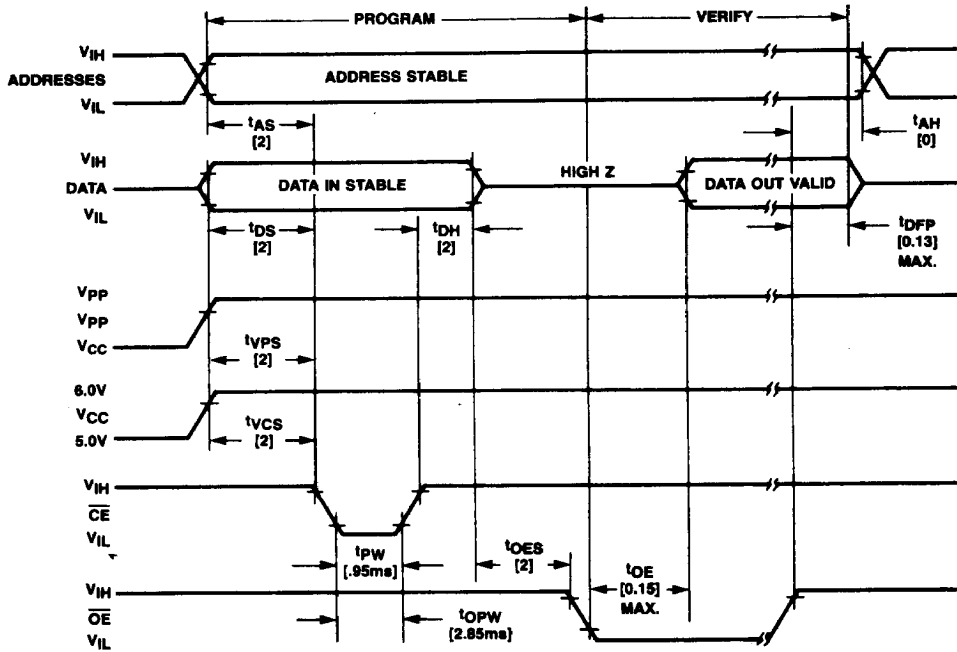 PROGRAM
VERIFY
VIH
ADDRESSES
VIL
ADDRESS STABLE
tAS
[2]
tAH
[0]
VIH
DATA
VIL
DATA IN STABLE
HIGH Z
DATA OUT VALID
tDS
[2]
tDH
[2]
tDFP
[0.13]
MAX.
VPP
VPP
VCC
tVPS
[2]
6.0V
VCC
5.0V
tVCS
[2]
VIH
CE
VIL
tPW
[.95ms]
tOES
[2]
tOE
[0.15]
MAX.
VIH
OE
VIL
tOPW
[2.85ms}